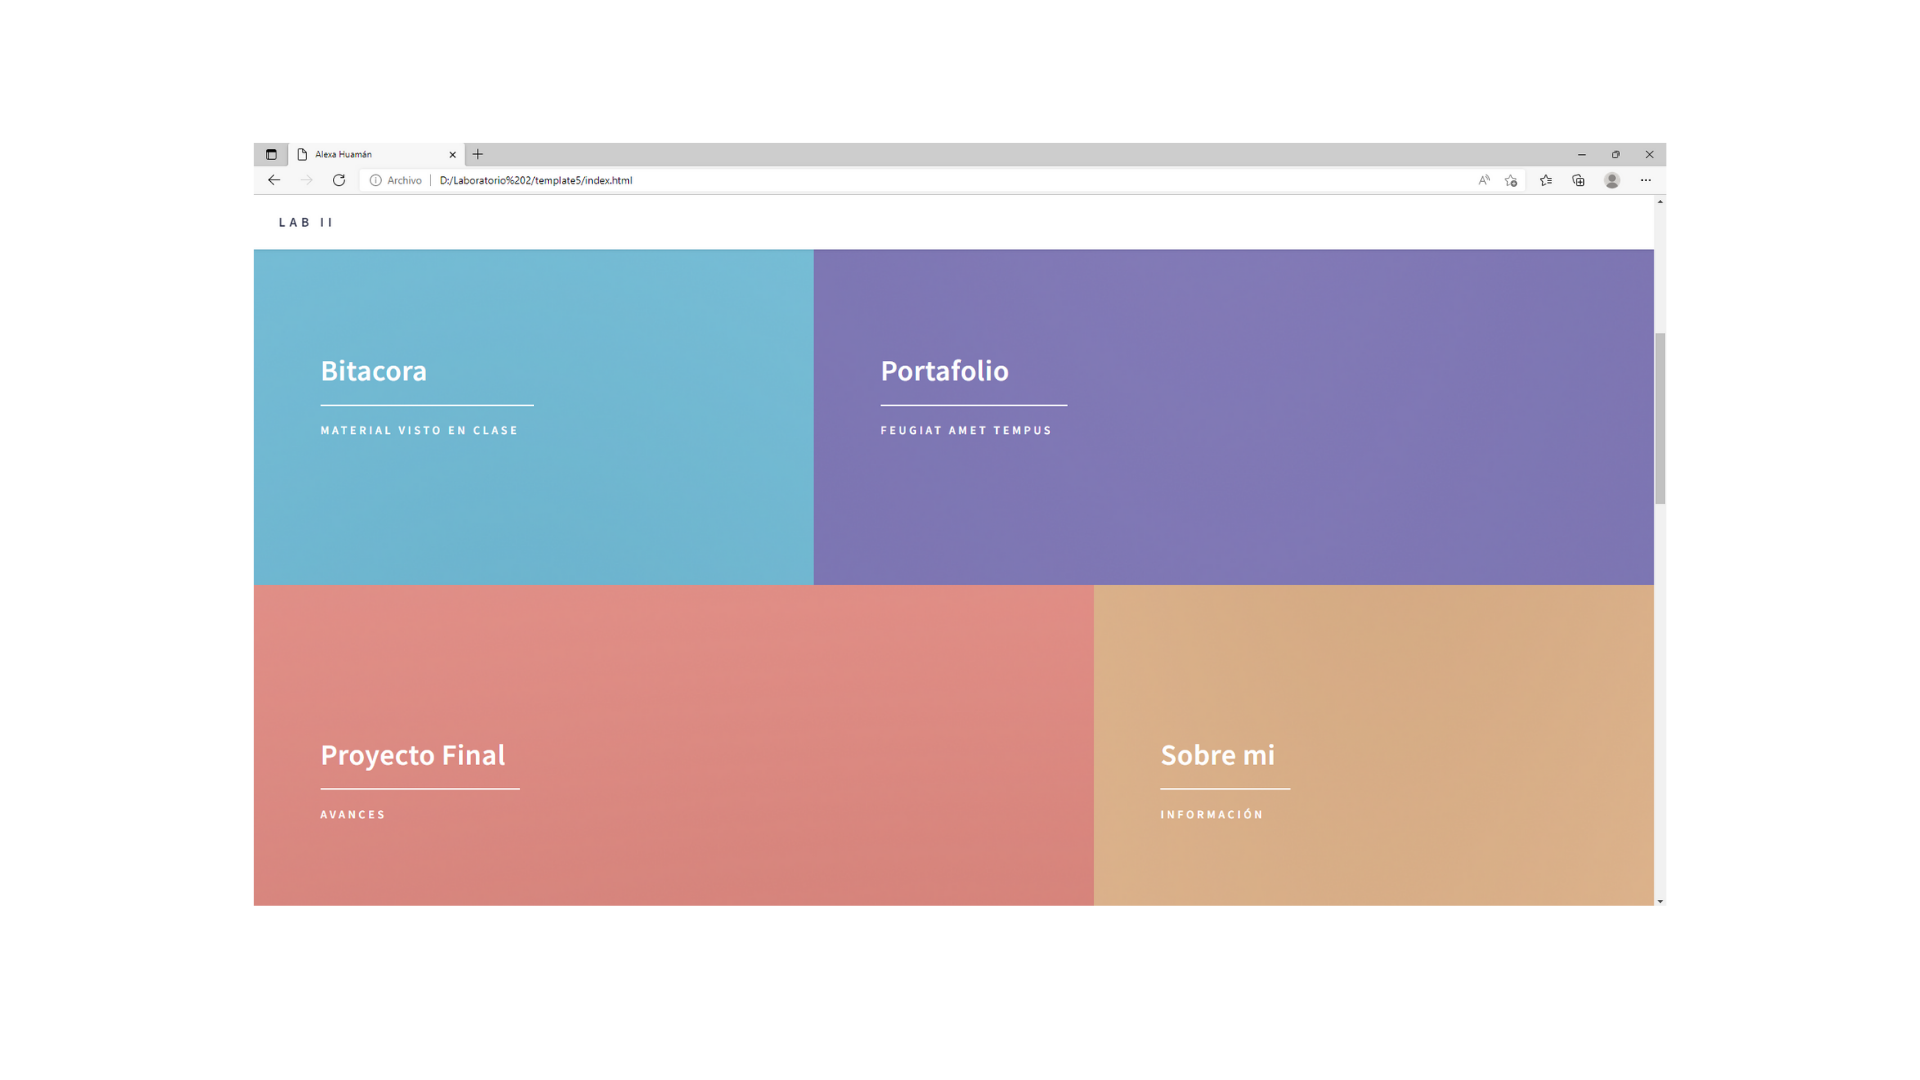 Alexa Huamán
Archivo D:/Laboratorio%202/template5/index.html
LAB II
Bitacora
MATERIAL VISTO EN CLASE
Portafolio
FEUGIAT AMET TEMPUS
Proyecto Final
AVANCES
Sobre mi
INFORMACIÓN